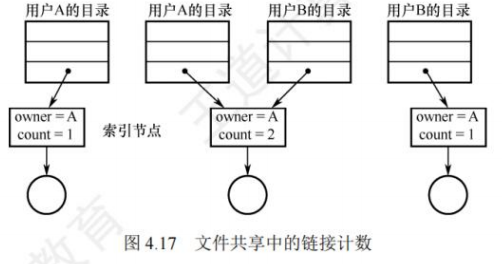 用户A的目录 用户A的目录 用户B的目录 用户B的目录
owner = A
count = 1
索引节点
owner = A
count = 2
owner = A
count = 1
图 4.17 文件共享中的链接计数
教育